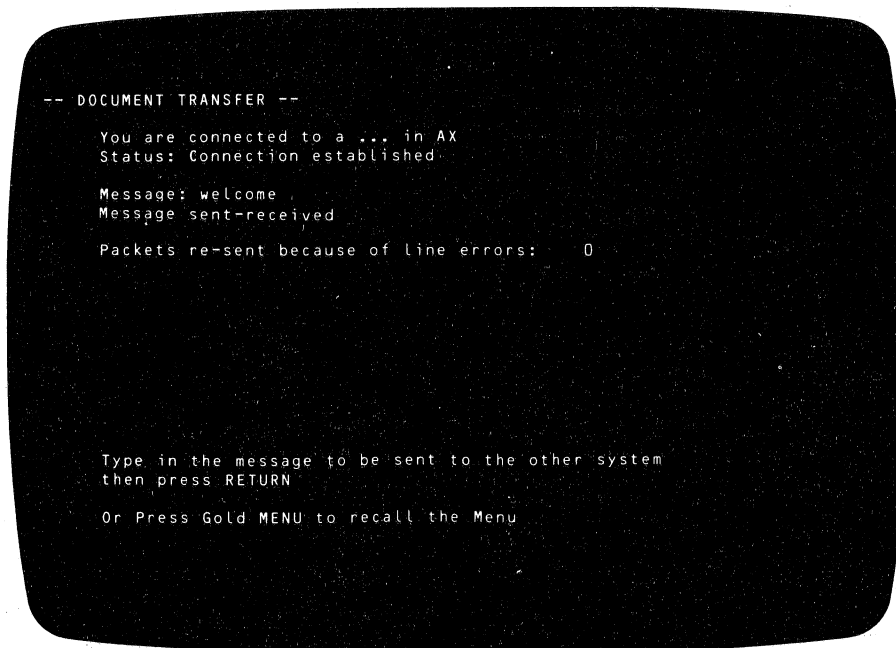 -- DOCUMENT TRANSFER --
You are connected to a ... in AX
Status: Connection established
Message: welcome
Message sent-received
Packets re-sent because of line errors: 0
Type in the message to be sent to the other system
then press RETURN
Or Press Gold MENU to recall the Menu